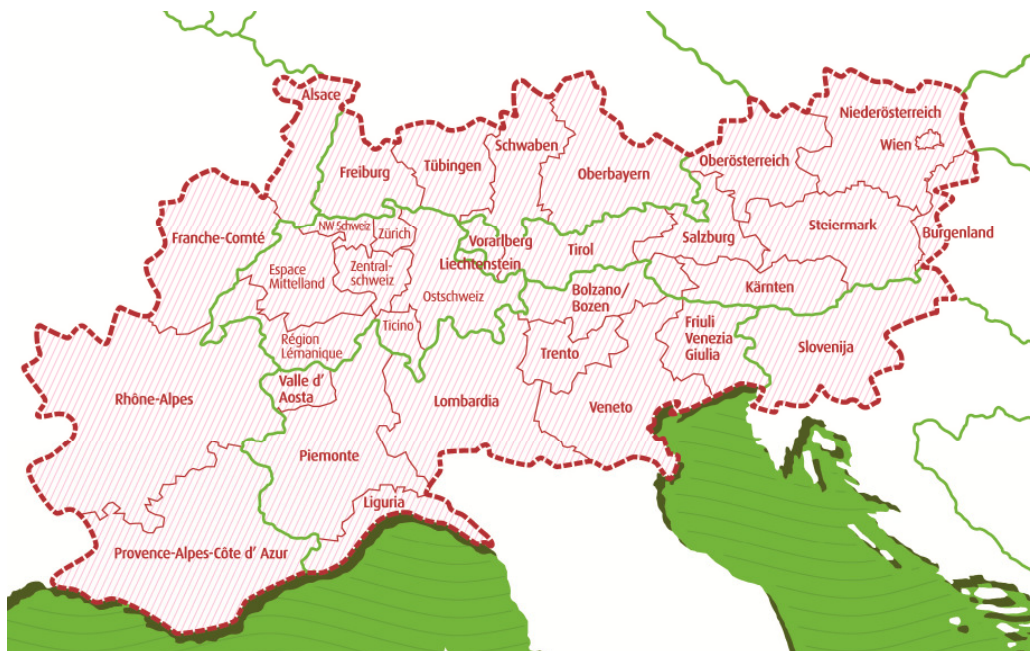 Alsace
Niederösterreich
Wien
Schwaben
Oberösterreich
Tübingen
Freiburg
Oberbayern
NW Schweiz
Zürich
Franche-Comté
Vorarlberg
Tirol
Salzburg
Steiermark
Burgenland
Liechtenstein
Espace
Mittelland
Zentral-
schweiz
Ostschweiz
Bolzano/
Bozen
Kärnten
Ticino
Région
Lémanique
Trento
Friuli
Venezia
Giulia
Slovenija
Valle d'
Aosta
Rhône-Alpes
Lombardia
Veneto
Piemonte
Liguria
Provence-Alpes-Côte d' Azur